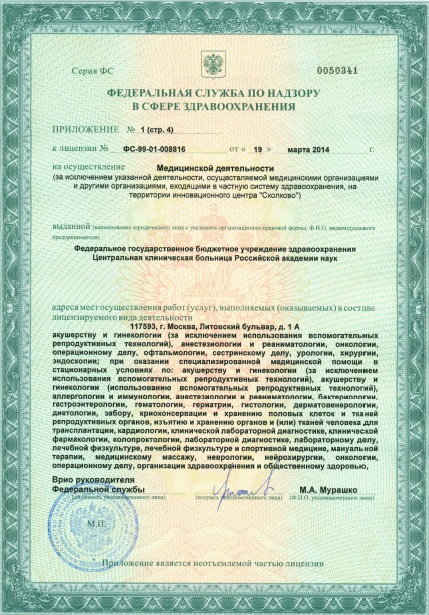 Серия ФС 0050341
ФЕДЕРАЛЬНАЯ СЛУЖБА ПО НАДЗОРУ
В СФЕРЕ ЗДРАВООХРАНЕНИЯ
ПРИЛОЖЕНИЕ № 1 (стр. 4)
к лицензии № ФС-99-01-008816 от « 19 » марта 2014 г.
на осуществление Медицинской деятельности
(за исключением указанной деятельности, осуществляемой медицинскими организациями
и другими организациями, входящими в частную систему здравоохранения, на
территории инновационного центра "Сколково")
выданной (наименование юридического лица с указанием организационно-правовой формы, Ф.И.О. индивидуального
предпринимателя)
Федеральное государственное бюджетное учреждение здравоохранения
Центральная клиническая больница Российской академии наук
адреса мест осуществления работ (услуг), выполняемых (оказываемых) в составе
лицензируемого вида деятельности
117593, г. Москва, Литовский бульвар, д. 1 А
акушерству и гинекологии (за исключением использования вспомогательных
репродуктивных технологий), анестезиологии и реаниматологии, онкологии,
операционному делу, офтальмологии, сестринскому делу, урологии, хирургии,
эндоскопии; при оказании специализированной медицинской помощи в
стационарных условиях по: акушерству и гинекологии (за исключением
использования вспомогательных репродуктивных технологий), акушерству и
гинекологии (использованию вспомогательных репродуктивных технологий),
аллергологии и иммунологии, анестезиологии и реаниматологии, бактериологии,
гастроэнтерологии, гематологии, гериатрии, гистологии, дерматовенерологии,
диетологии, забору, криоконсервации и хранению половых клеток и тканей
репродуктивных органов, изъятию и хранению органов и (или) тканей человека для
трансплантации, кардиологии, клинической лабораторной диагностике, клинической
фармакологии, колопроктологии, лабораторной диагностике, лабораторному делу,
лечебной физкультуре, лечебной физкультуре и спортивной медицине, мануальной
терапии, медицинскому массажу, неврологии, нейрохирургии, онкологии,
операционному делу, организации здравоохранения и общественному здоровью,
Врио руководителя
Федеральной службы М.А. Мурашко
(должность уполномоченного лица) (подпись уполномоченного лица) (Ф.И.О. уполномоченного лица)
М.П.
Приложение является неотъемлемой частью лицензии